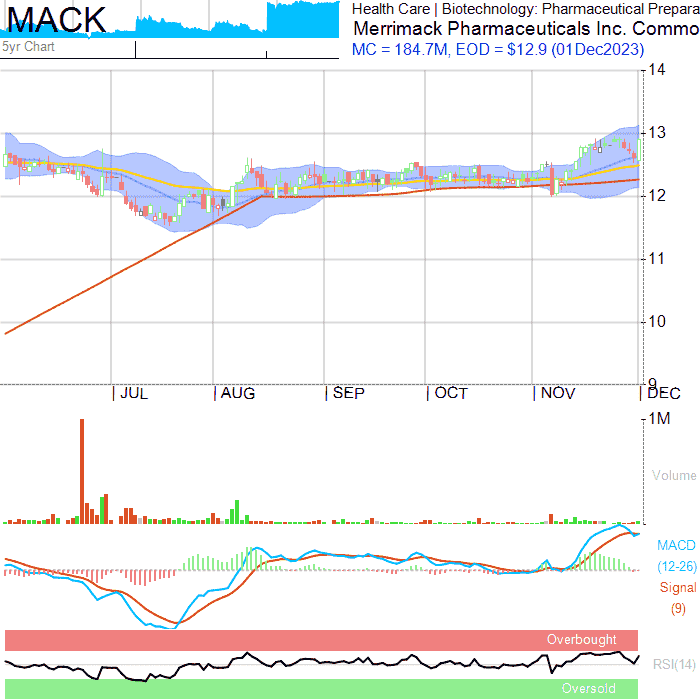 MACK
5yr Chart
Health Care | Biotechnology: Pharmaceutical Prepara
Merrimack Pharmaceuticals Inc. Commo
MC = 184.7M, EOD = $12.9 (01Dec2023)
14
13
12
11
10
9
JUL AUG SEP OCT NOV DEC
1M
Volume
MACD
(12-26)
Signal
(9)
Overbought
RSI(14)
Oversold